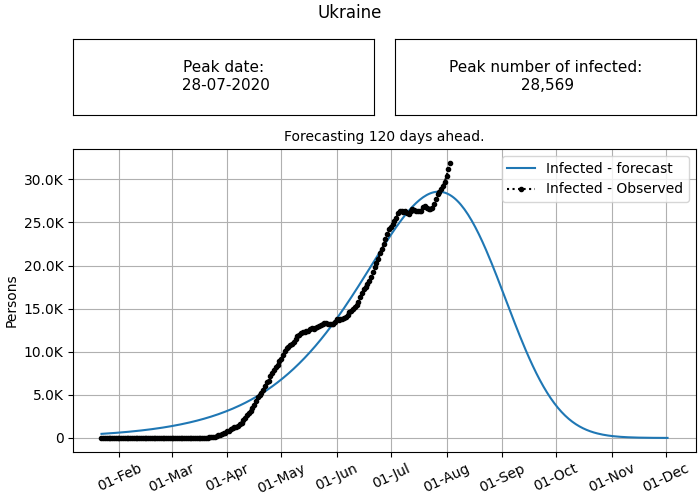 Ukraine
Peak date:
28-07-2020
Peak number of infected:
28,569
Forecasting 120 days ahead.
Infected - forecast
Infected - Observed
Persons
30.0K
25.0K
20.0K
15.0K
10.0K
5.0K
0
01-Feb
01-Mar
01-Apr
01-May
01-Jun
01-Jul
01-Aug
01-Sep
01-Oct
01-Nov
01-Dec